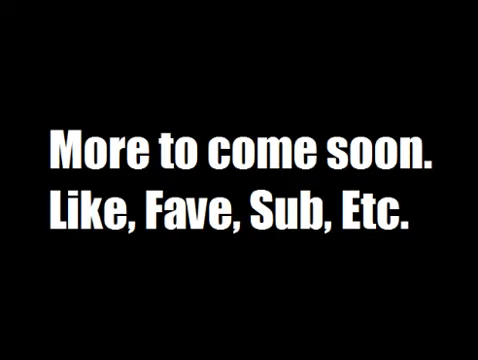 More to come soon.
Like, Fave, Sub, Etc.